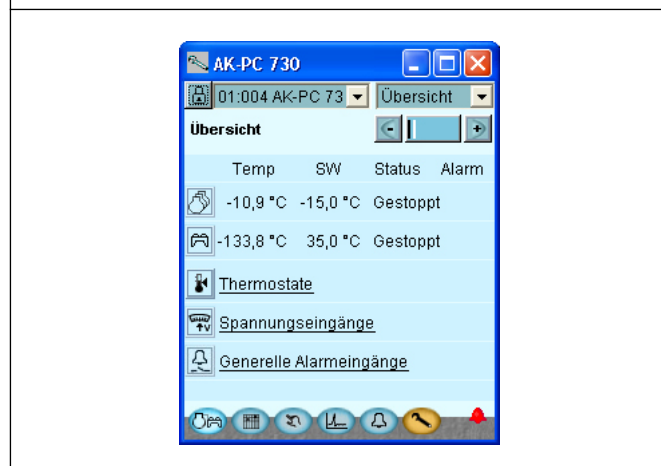 AK-PC 730
01:004 AK-PC 73 Übersicht
Übersicht
Temp SW Status Alarm
-10,9 °C -15,0 °C Gestoppt
-133,8 °C 35,0 °C Gestoppt
Thermostate
Spannungseingänge
Generelle Alarmeingänge